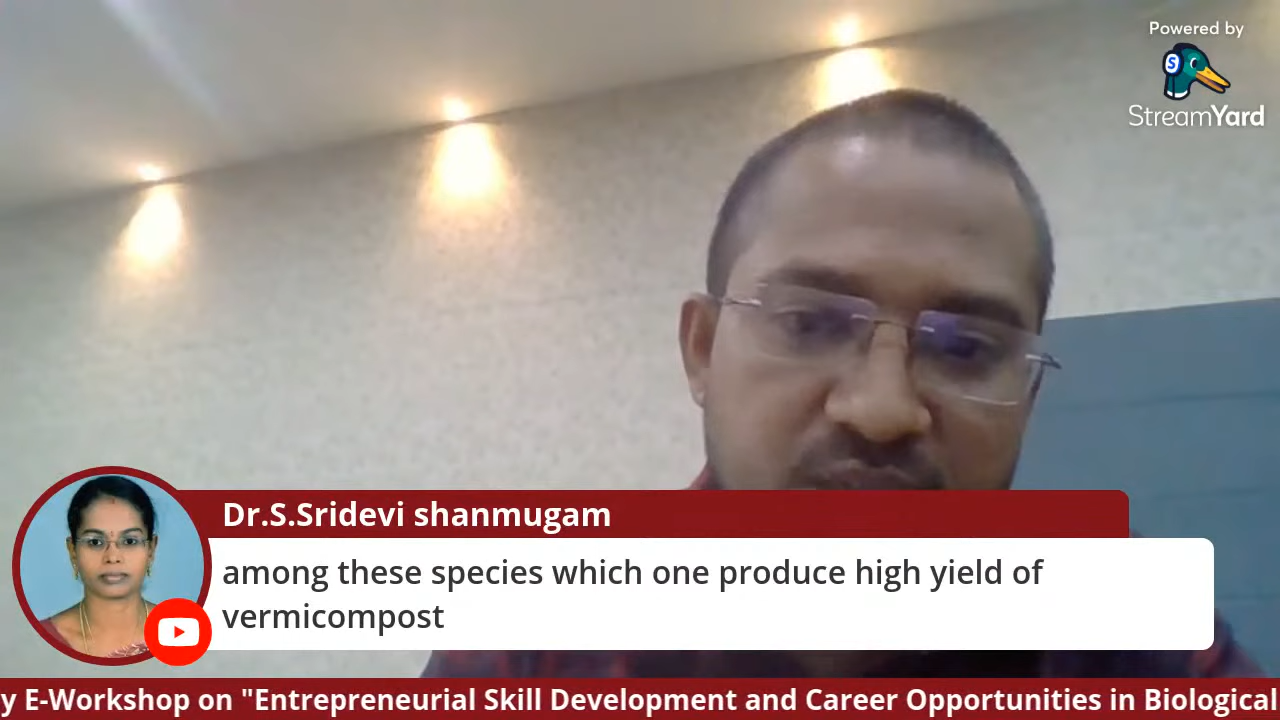 Powered by
StreamYard
Dr.S.Sridevi shanmugam
among these species which one produce high yield of
vermicompost
y E-Workshop on "Entrepreneurial Skill Development and Career Opportunities in Biological